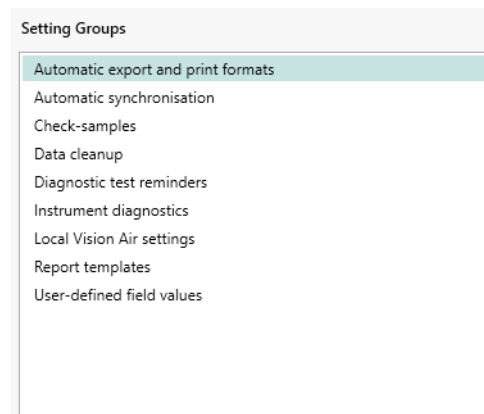 Setting Groups
Automatic export and print formats
Automatic synchronisation
Check-samples
Data cleanup
Diagnostic test reminders
Instrument diagnostics
Local Vision Air settings
Report templates
User-defined field values